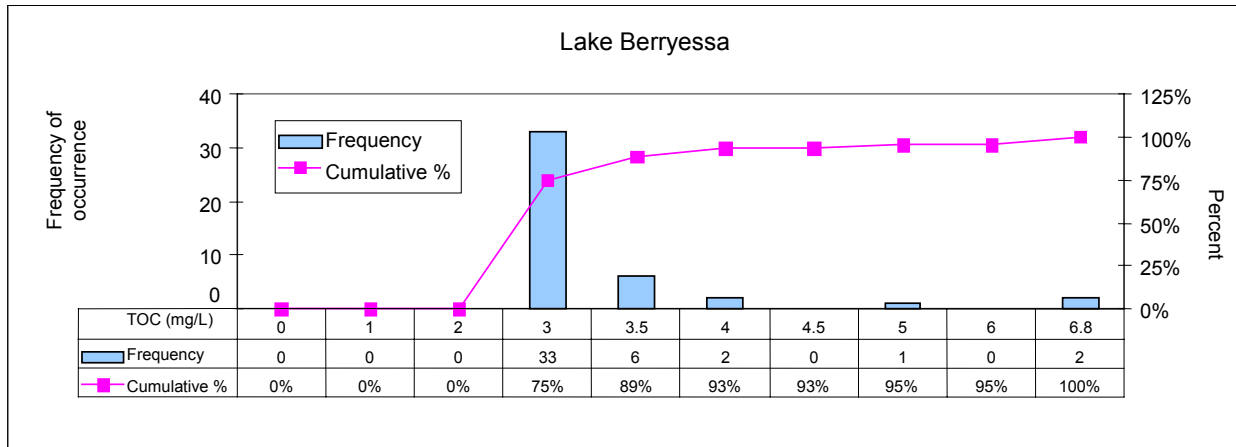 Lake Berryessa
Frequency of
occurrence
40
30
20
10
0
Frequency
Cumulative %
125%
100%
75%
50%
25%
0%
Percent
TOC (mg/L) 0 1 2 3 3.5 4 4.5 5 6 6.8
Frequency 0 0 0 33 6 2 0 1 0 2
Cumulative % 0% 0% 0% 75% 89% 93% 93% 95% 95% 100%